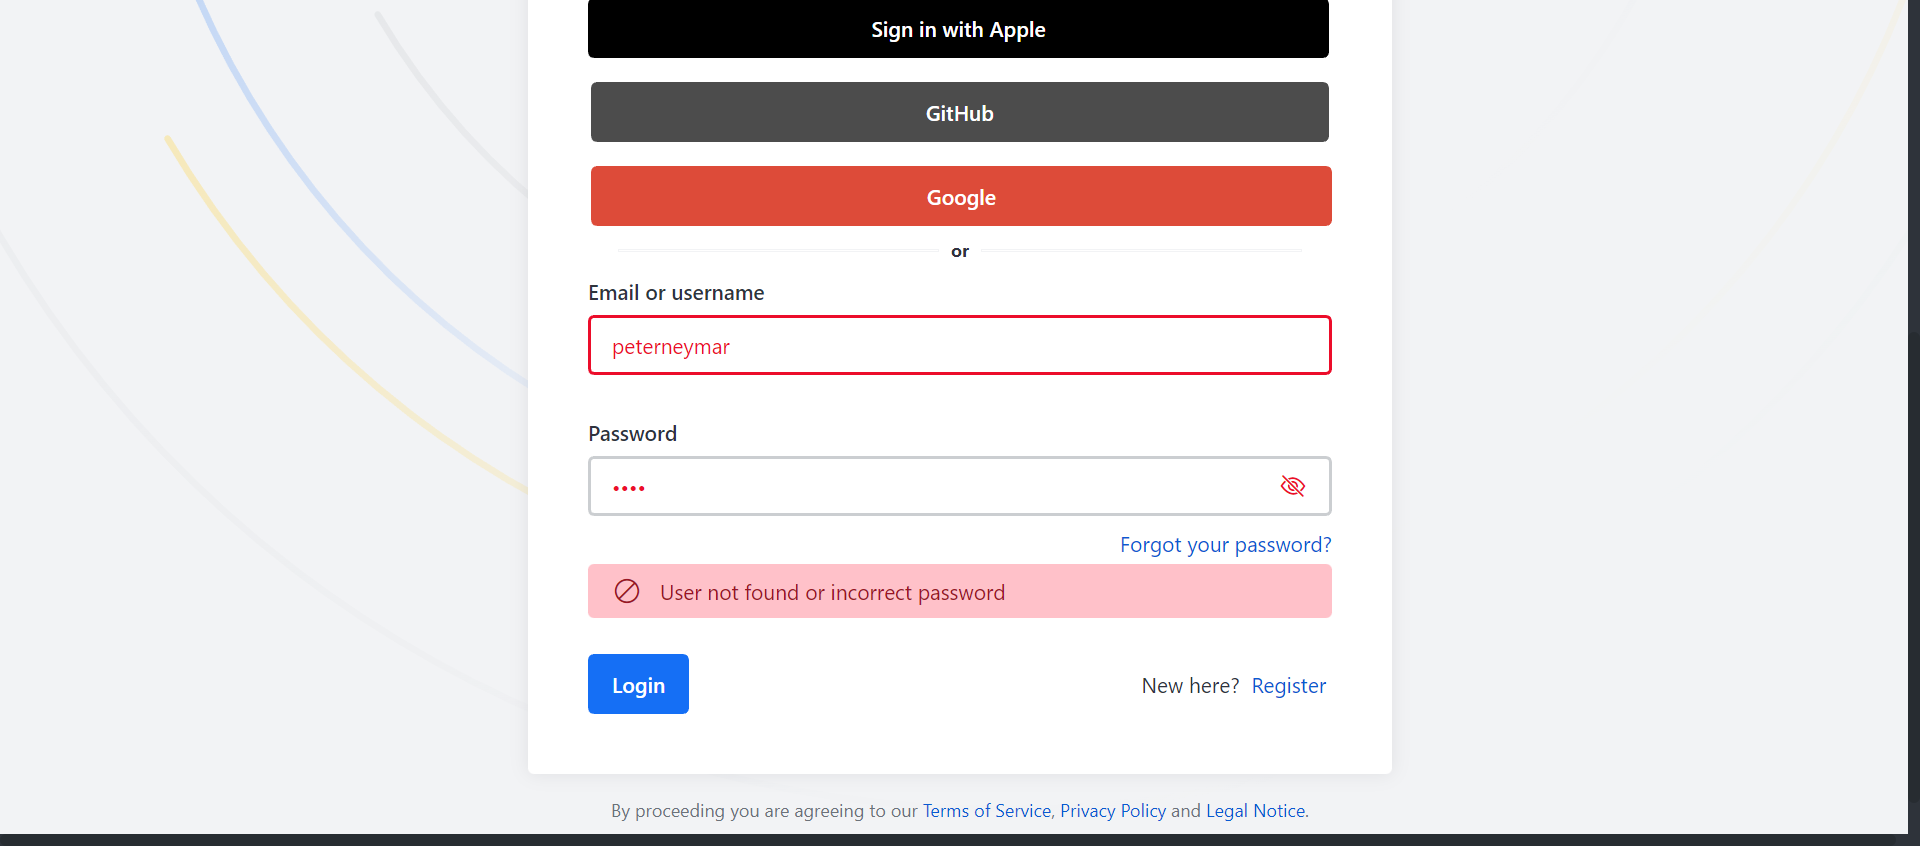 Sign in with Apple
GitHub
Google
or
Email or username
peterneymar
Password
••••
Forgot your password?
User not found or incorrect password
Login
New here? Register
By proceeding you are agreeing to our Terms of Service, Privacy Policy and Legal Notice.